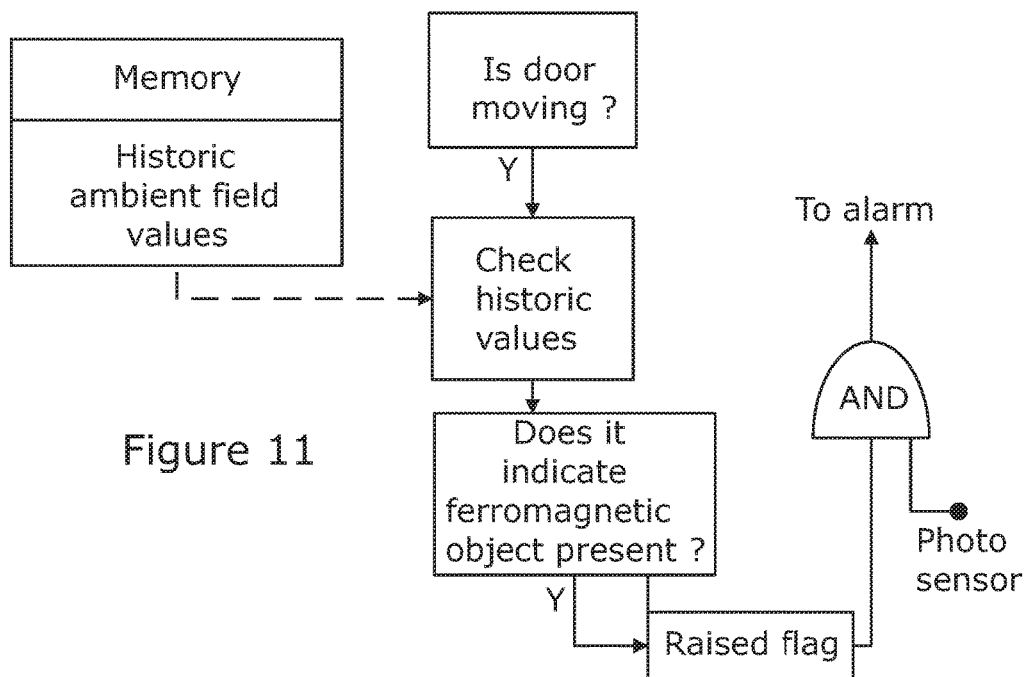 Memory
Historic
ambient field
values
Is door
moving ?
Y
Check
historic
values
Does it
indicate
ferromagnetic
object present ?
Y
Raised flag
To alarm
AND
Photo
sensor
Figure 11